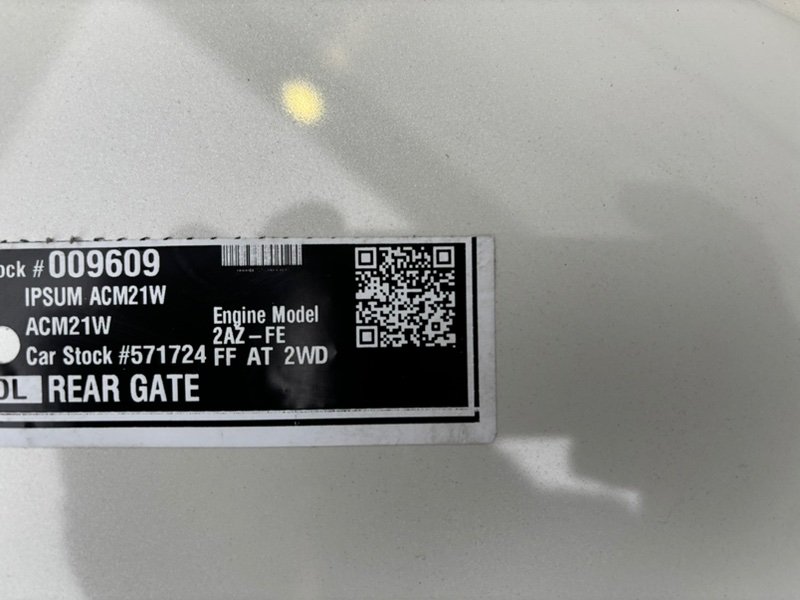 ock # 009609
IPSUM ACM21W
ACM21W
Engine Model
2AZ-FE
Car Stock #571724 FF AT 2WD
OL REAR GATE